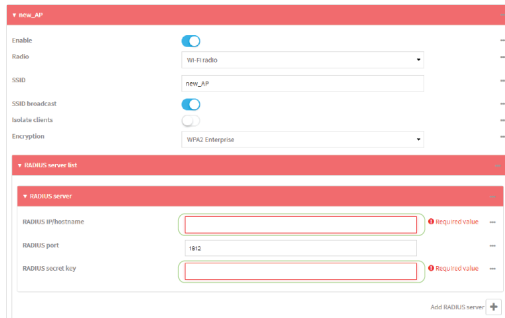 ▾ new_AP
Enable
Radio
Wi-Fi radio
SSID
new_AP
SSID broadcast
Isolate clients
Encryption
WPA2 Enterprise
▾ RADIUS server list
▾ RADIUS server
RADIUS IP/hostname
Required value
RADIUS port
1812
RADIUS secret key
Required value
Add RADIUS server